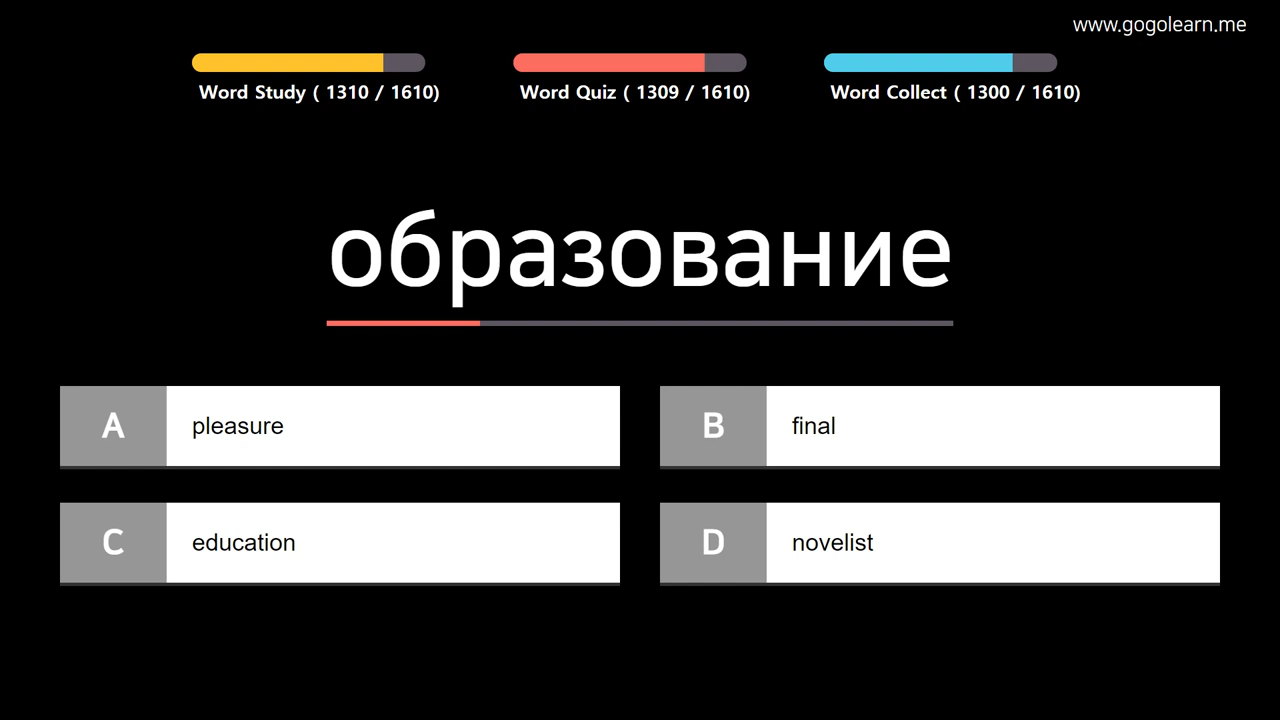 www.gogolearn.me
Word Study ( 1310 / 1610)
Word Quiz ( 1309 / 1610)
Word Collect ( 1300 / 1610)
образование
A pleasure
B final
C education
D novelist